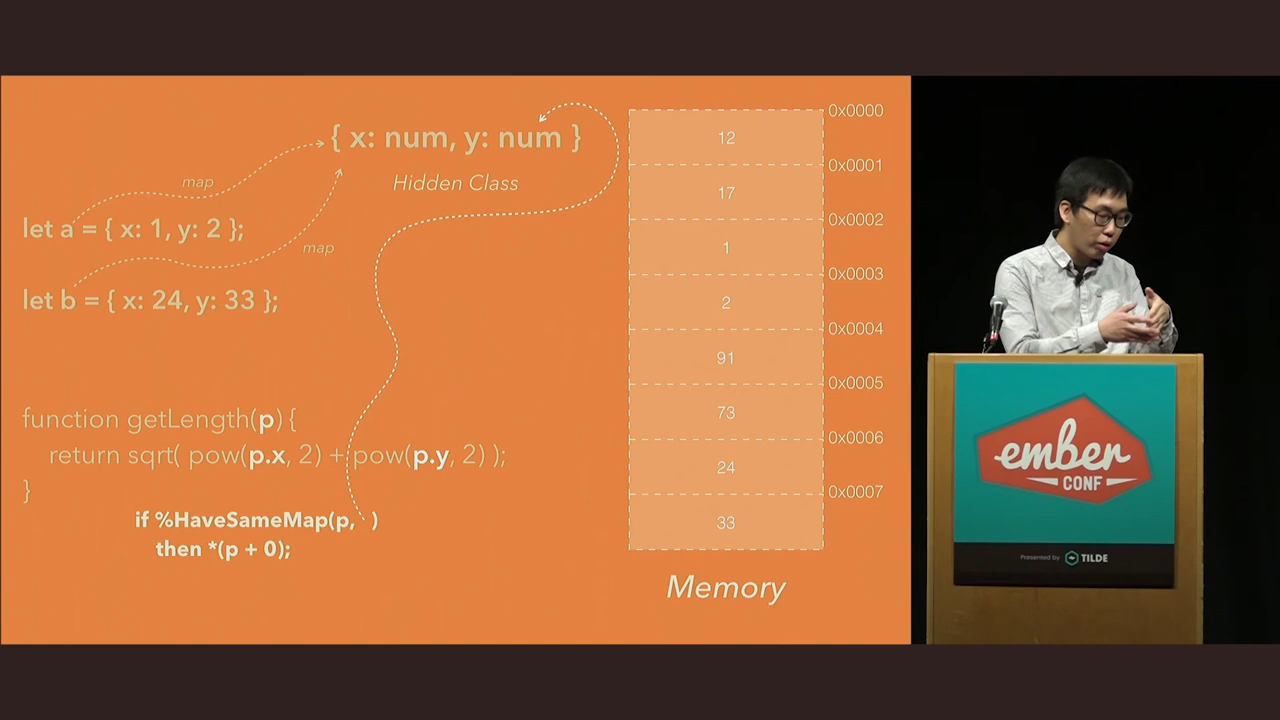 { x: num, y: num }
Hidden Class
map
let a = { x: 1, y: 2 };
map
let b = { x: 24, y: 33 };
function getLength(p) {
return sqrt( pow(p.x, 2) + pow(p.y, 2) );
}
if %HaveSameMap(p, )
then *(p + 0);
0x0000
12
0x0001
17
0x0002
1
0x0003
2
0x0004
91
0x0005
73
0x0006
24
0x0007
33
Memory
ember
CONF
Presented by TILDE